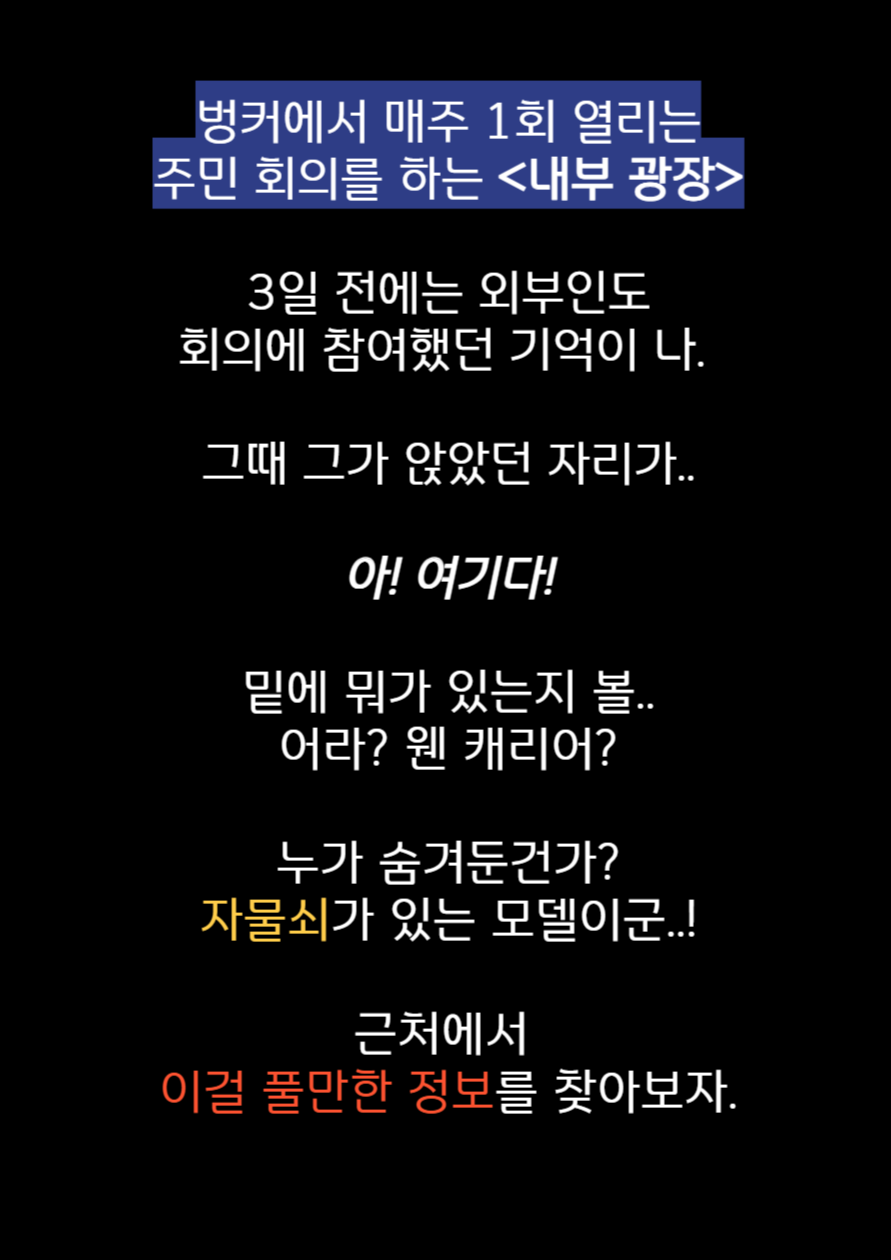 벙커에서 매주 1회 열리는
주민 회의를 하는 <내부 광장>
3일 전에는 외부인도
회의에 참여했던 기억이 나.
그때 그가 앉았던 자리가..
아! 여기다!
밑에 뭐가 있는지 볼..
어라? 웬 캐리어?
누가 숨겨둔건가?
자물쇠가 있는 모델이군..!
근처에서
이걸 풀만한 정보를 찾아보자.